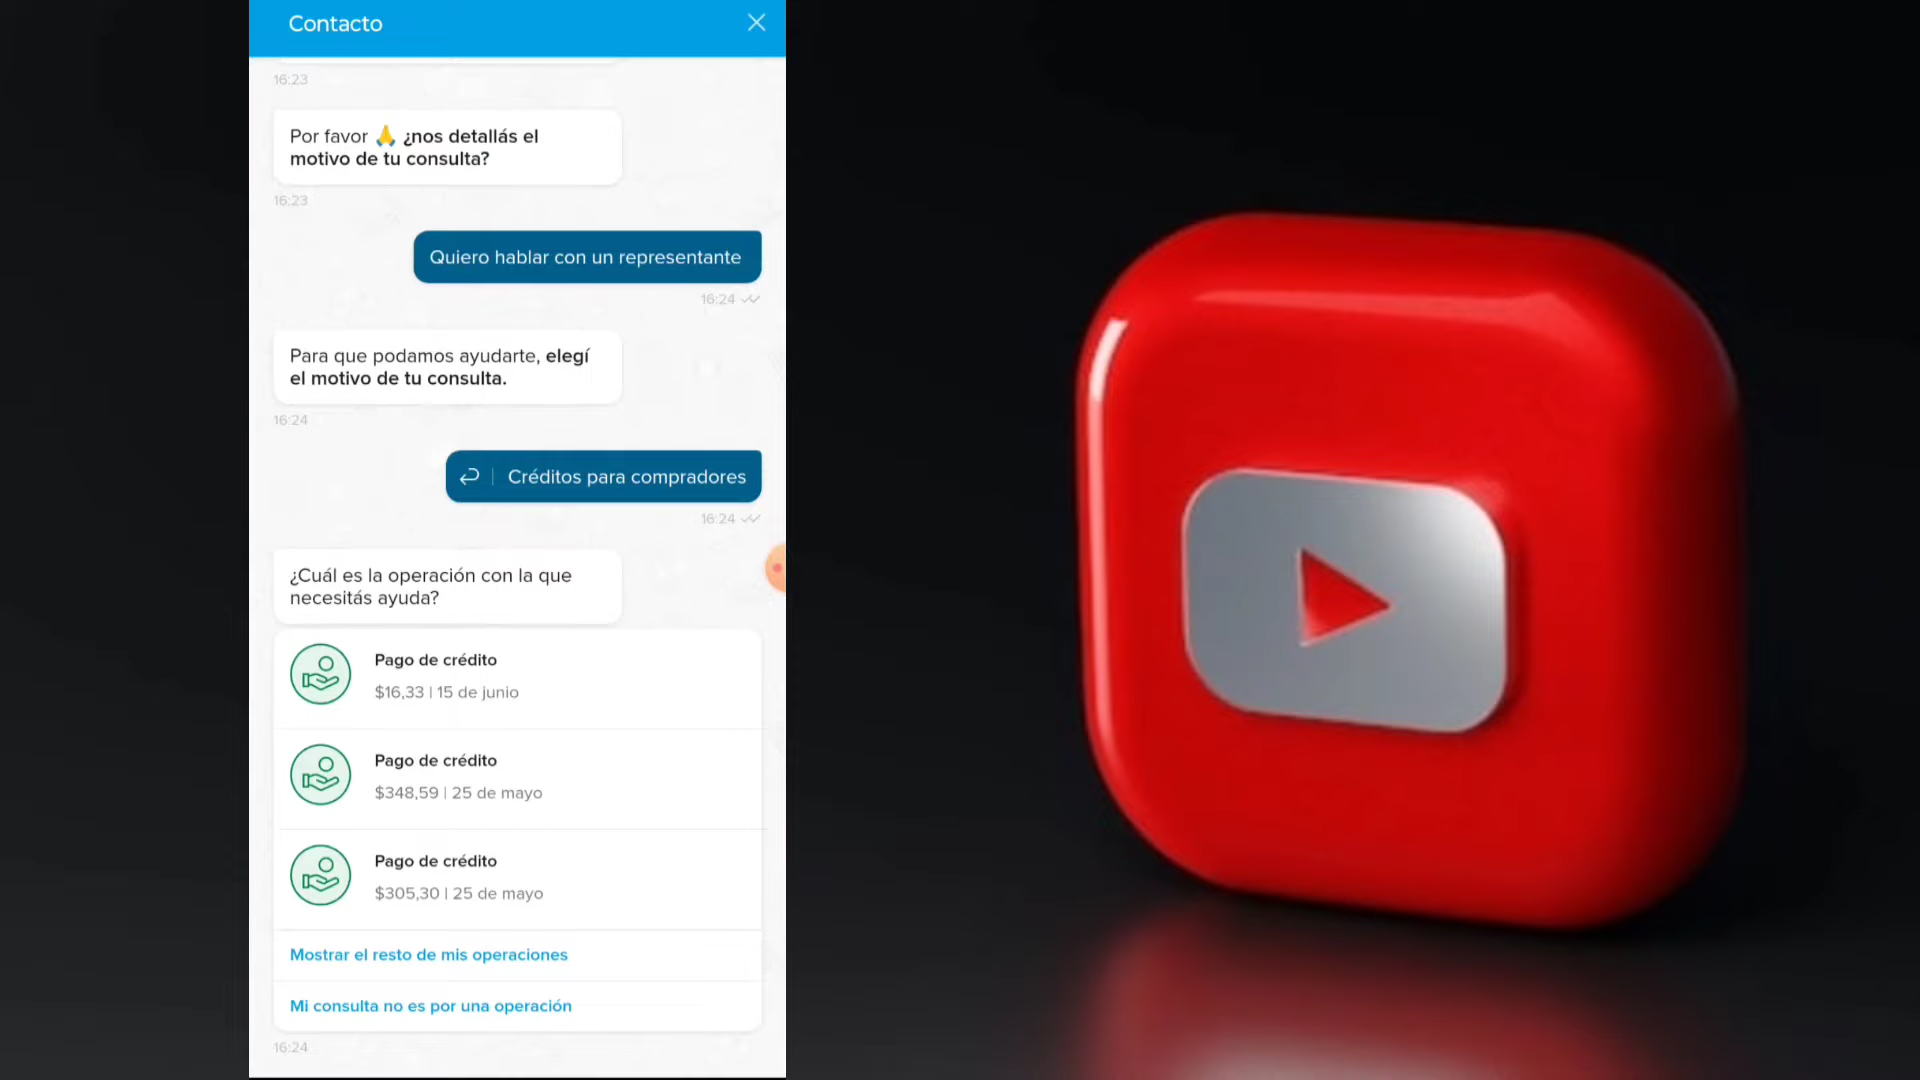 Contacto
16:23
Por favor 🙏 ¿nos detallás el
motivo de tu consulta?
16:23
Quiero hablar con un representante
16:24
Para que podamos ayudarte, elegí
el motivo de tu consulta.
16:24
Créditos para compradores
16:24
¿Cuál es la operación con la que
necesitás ayuda?
Pago de crédito
$16,33 | 15 de junio
Pago de crédito
$348,59 | 25 de mayo
Pago de crédito
$305,30 | 25 de mayo
Mostrar el resto de mis operaciones
Mi consulta no es por una operación
16:24